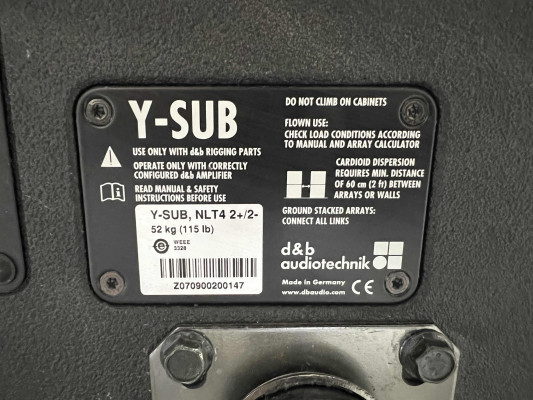 Y-SUB
USE ONLY WITH d&b RIGGING PARTS
OPERATE ONLY WITH CORRECTLY
CONFIGURED d&b AMPLIFIER
READ MANUAL & SAFETY
INSTRUCTIONS BEFORE USE
Y-SUB, NLT4 2+/2-
52 kg (115 lb)
WEEE
3328
Z070900200147
DO NOT CLIMB ON CABINETS
FLOWN USE:
CHECK LOAD CONDITIONS ACCORDING
TO MANUAL AND ARRAY CALCULATOR
CARDIOID DISPERSION
REQUIRES MIN. DISTANCE
OF 60 cm (2 ft) BETWEEN
ARRAYS OR WALLS
GROUND STACKED ARRAYS:
CONNECT ALL LINKS
d&b
audiotechnik
Made in Germany
www.dbaudio.com CE